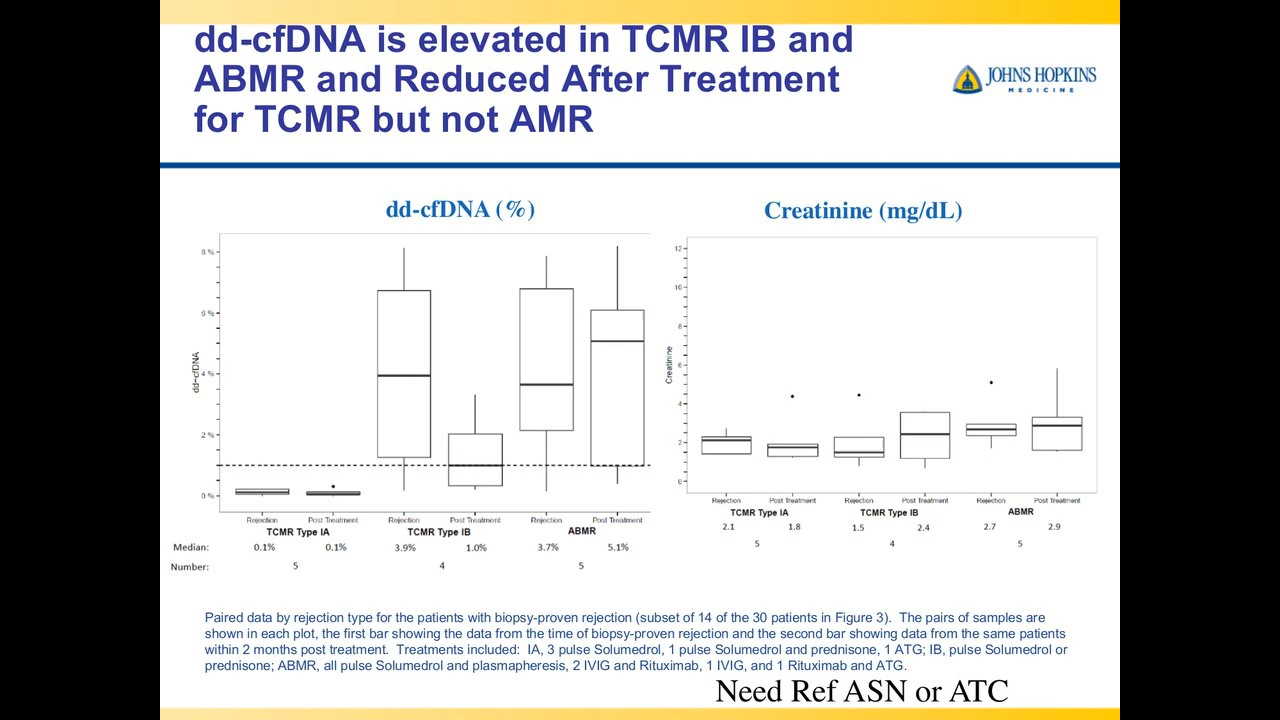 dd-cfDNA is elevated in TCMR IB and
ABMR and Reduced After Treatment
for TCMR but not AMR
JOHNS HOPKINS
MEDICINE
dd-cfDNA (%)
8 %
6 %
4 %
2 %
0 %
dd-cfDNA
Rejection Post Treatment Rejection Post Treatment Rejection Post Treatment
TCMR Type IA TCMR Type IB ABMR
Median: 0.1% 0.1% 3.9% 1.0% 3.7% 5.1%
Number: 5 4 5
Creatinine (mg/dL)
12
10
8
6
4
2
0
Creatinine
Rejection Post Treatment Rejection Post Treatment Rejection Post Treatment
TCMR Type IA TCMR Type IB ABMR
2.1 1.8 1.5 2.4 2.7 2.9
5 4 5
Paired data by rejection type for the patients with biopsy-proven rejection (subset of 14 of the 30 patients in Figure 3). The pairs of samples are
shown in each plot, the first bar showing the data from the time of biopsy-proven rejection and the second bar showing data from the same patients
within 2 months post treatment. Treatments included: IA, 3 pulse Solumedrol, 1 pulse Solumedrol and prednisone, 1 ATG; IB, pulse Solumedrol or
prednisone; ABMR, all pulse Solumedrol and plasmapheresis, 2 IVIG and Rituximab, 1 IVIG, and 1 Rituximab and ATG.
Need Ref ASN or ATC